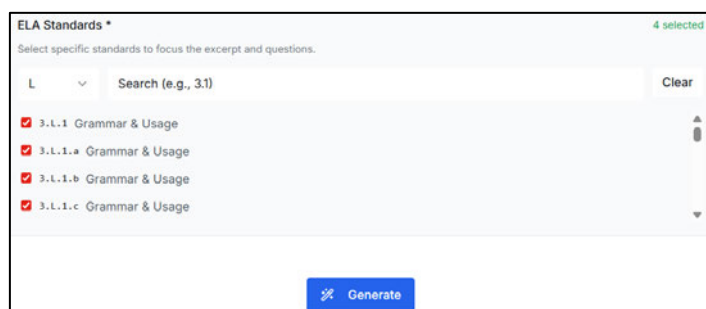 ELA Standards * 4 selected
Select specific standards to focus the excerpt and questions.
L Search (e.g., 3.1) Clear
3.L.1 Grammar & Usage
3.L.1.a Grammar & Usage
3.L.1.b Grammar & Usage
3.L.1.c Grammar & Usage
Generate